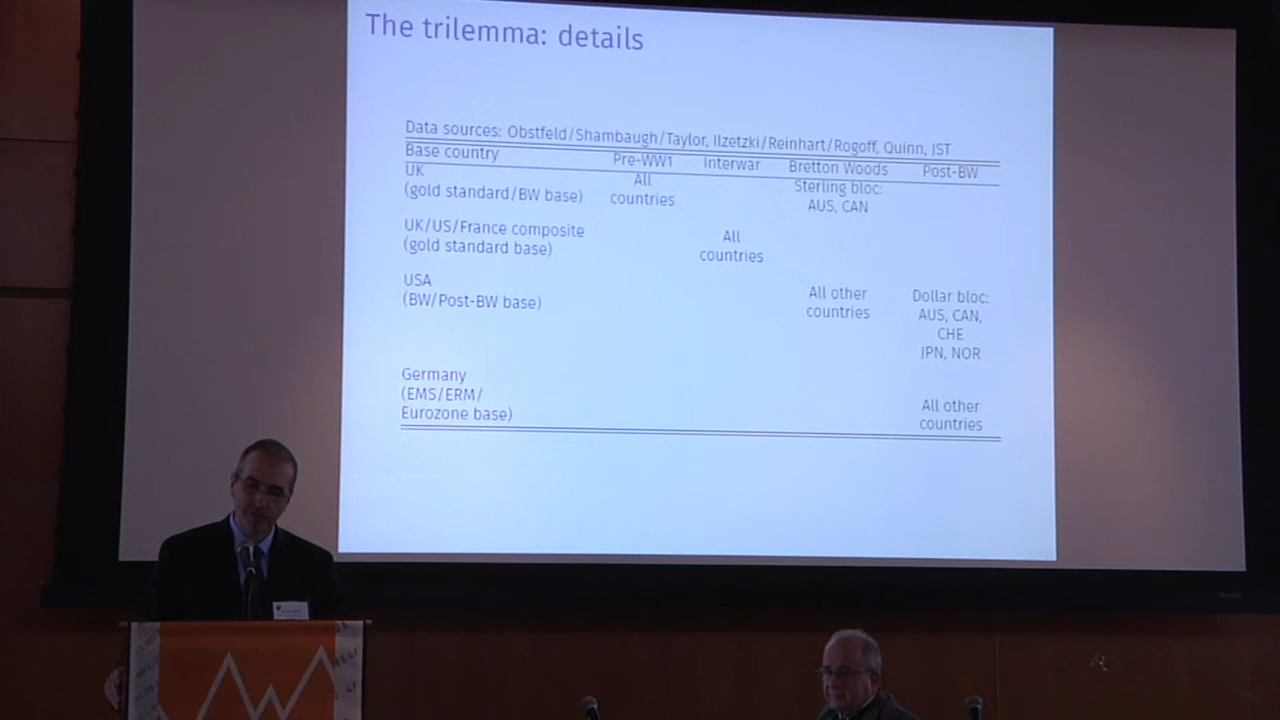 The trilemma: details
Data sources: Obstfeld/Shambaugh/Taylor, Ilzetzki/Reinhart/Rogoff, Quinn, JST
Base country Pre-WW1 Interwar Bretton Woods Post-BW
UK All Sterling bloc:
(gold standard/BW base) countries AUS, CAN
UK/US/France composite All
(gold standard base) countries
USA All other Dollar bloc:
(BW/Post-BW base) countries AUS, CAN,
CHE
JPN, NOR
Germany
(EMS/ERM/ All other
Eurozone base) countries